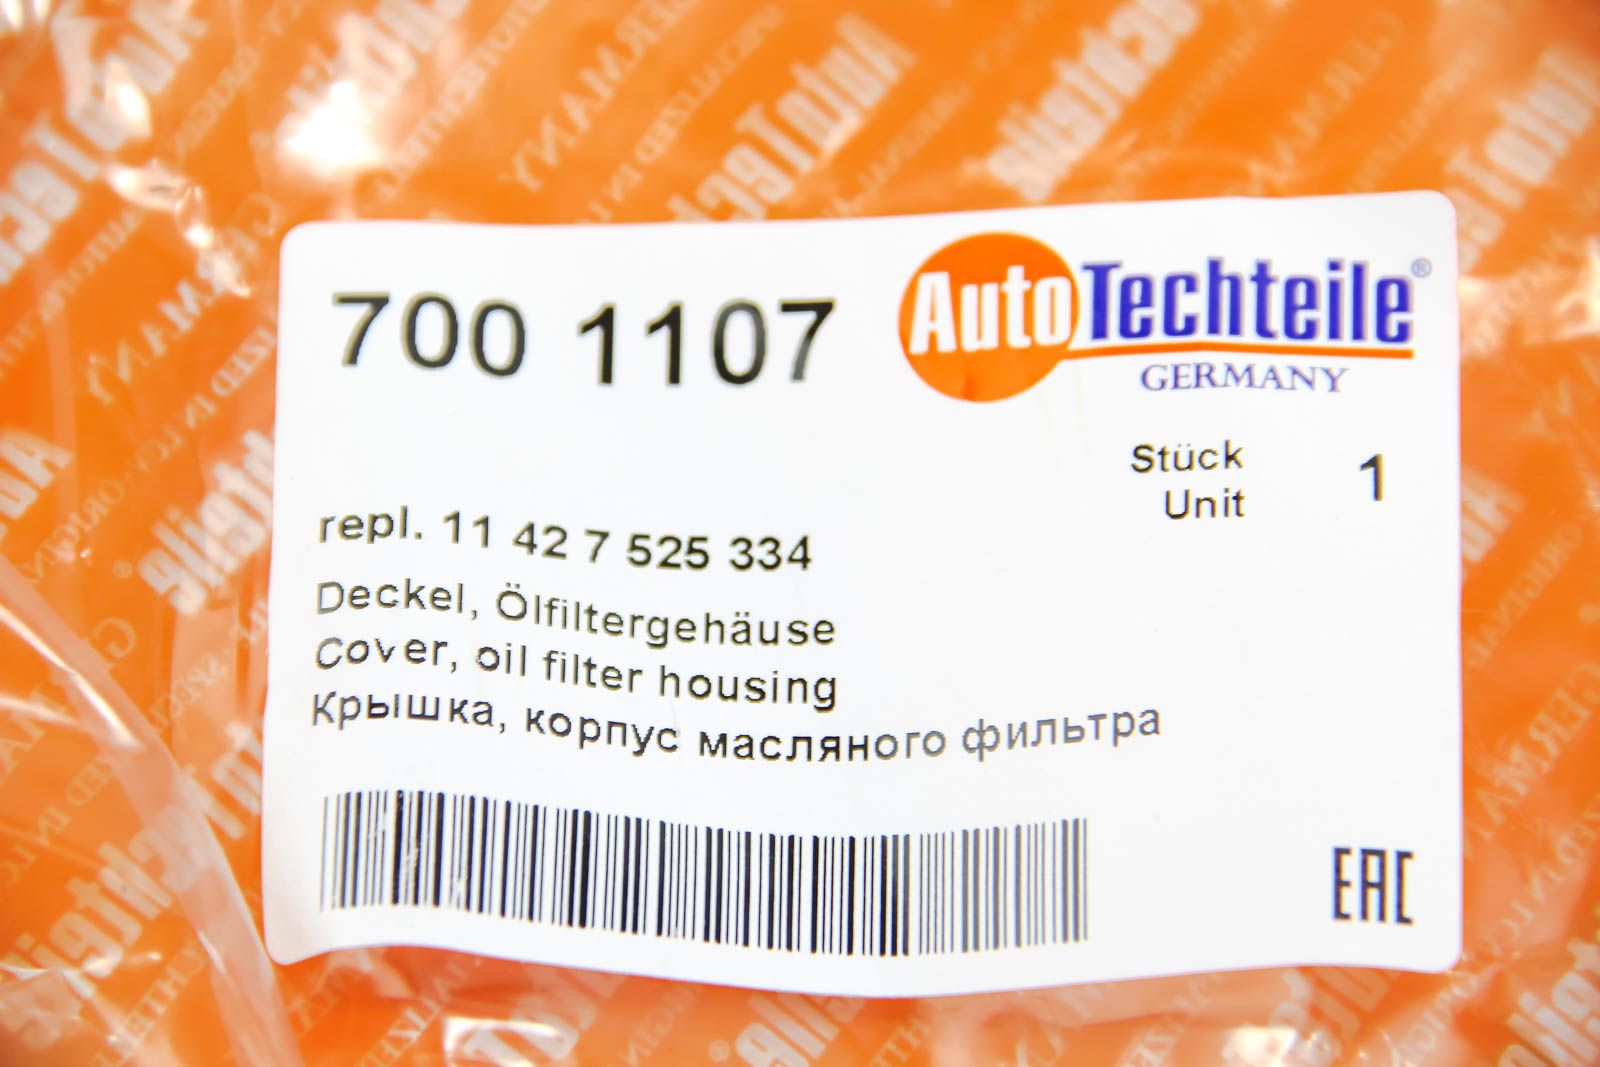 700 1107
AutoTechteile®
GERMANY
Stück 1
Unit
repl. 11 42 7 525 334
Deckel, Ölfiltergehäuse
Cover, oil filter housing
Крышка, корпус масляного фильтра
EAC